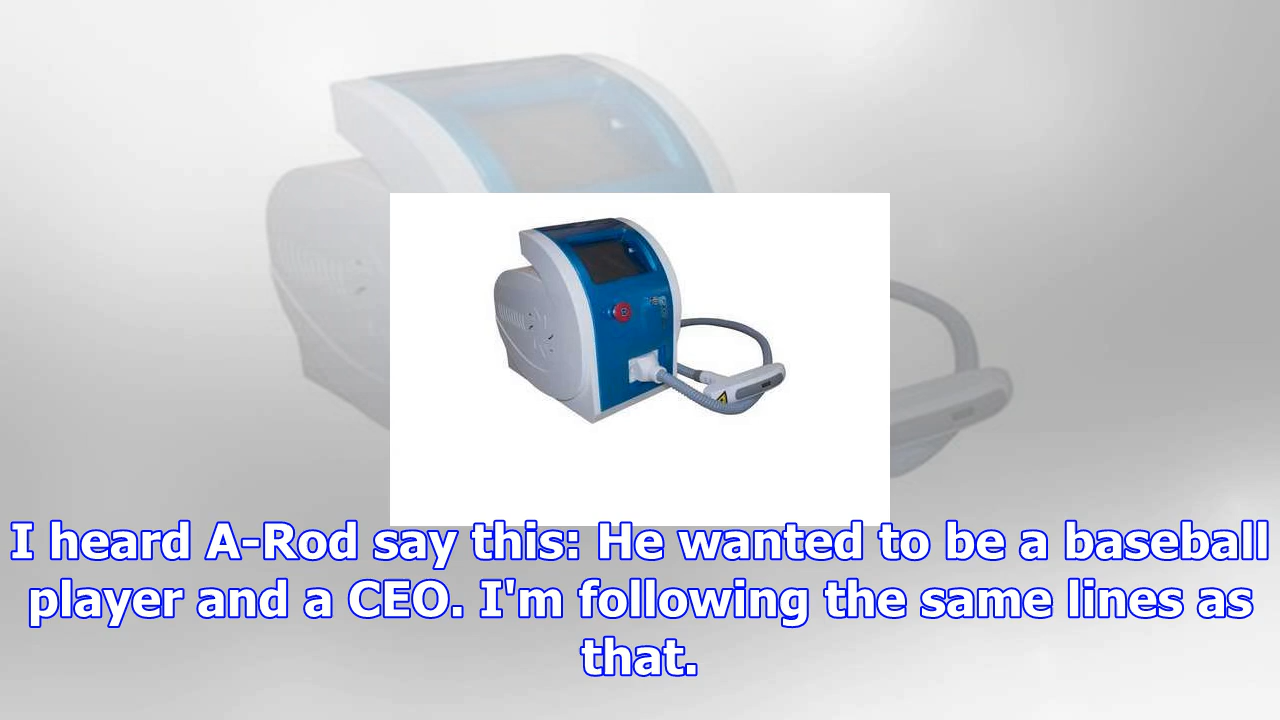 I heard A-Rod say this: He wanted to be a baseball
player and a CEO. I'm following the same lines as
that.